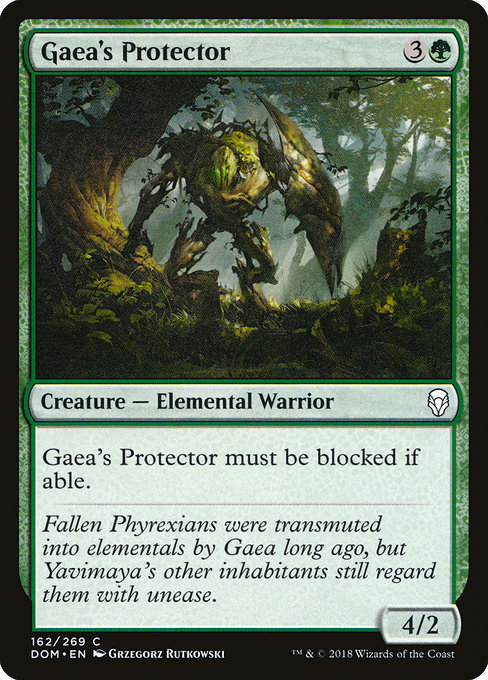 Gaea's Protector 3
Creature — Elemental Warrior
Gaea's Protector must be blocked if
able.
Fallen Phyrexians were transmuted
into elementals by Gaea long ago, but
Yavimaya's other inhabitants still regard
them with unease.
4/2
162/269 C
DOM • EN Grzegorz Rutkowski
™ & © 2018 Wizards of the Coast